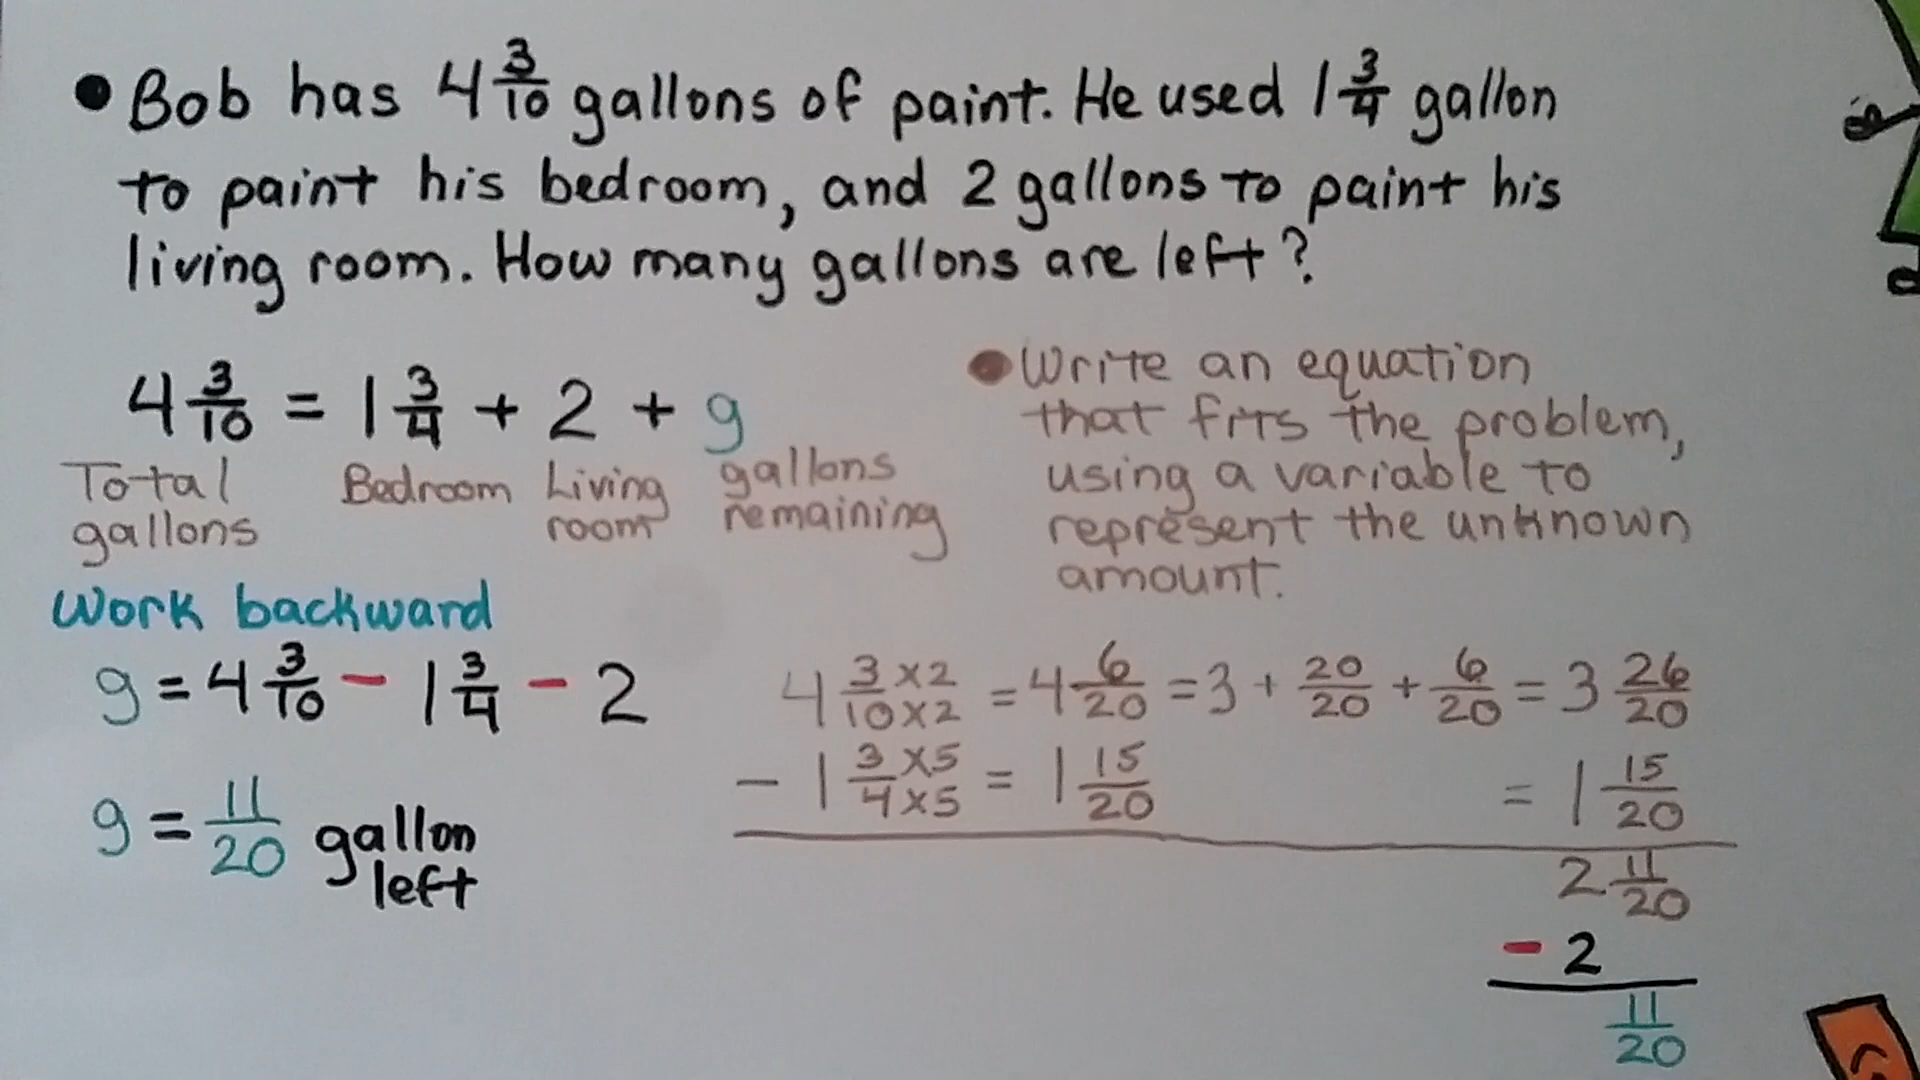 • Bob has 4 3/10 gallons of paint. He used 1 3/4 gallon
to paint his bedroom, and 2 gallons to paint his
living room. How many gallons are left?
4 3/10 = 1 3/4 + 2 + g
Total gallons
Bedroom
Living room
gallons remaining
• Write an equation
that fits the problem,
using a variable to
represent the unknown
amount.
Work backward
g = 4 3/10 - 1 3/4 - 2
g = 11/20 gallon
left
4 3×2/10×2 = 4 6/20 = 3 + 20/20 + 6/20 = 3 26/20
- 1 3×5/4×5 = 1 15/20 = 1 15/20
2 11/20
- 2
11/20